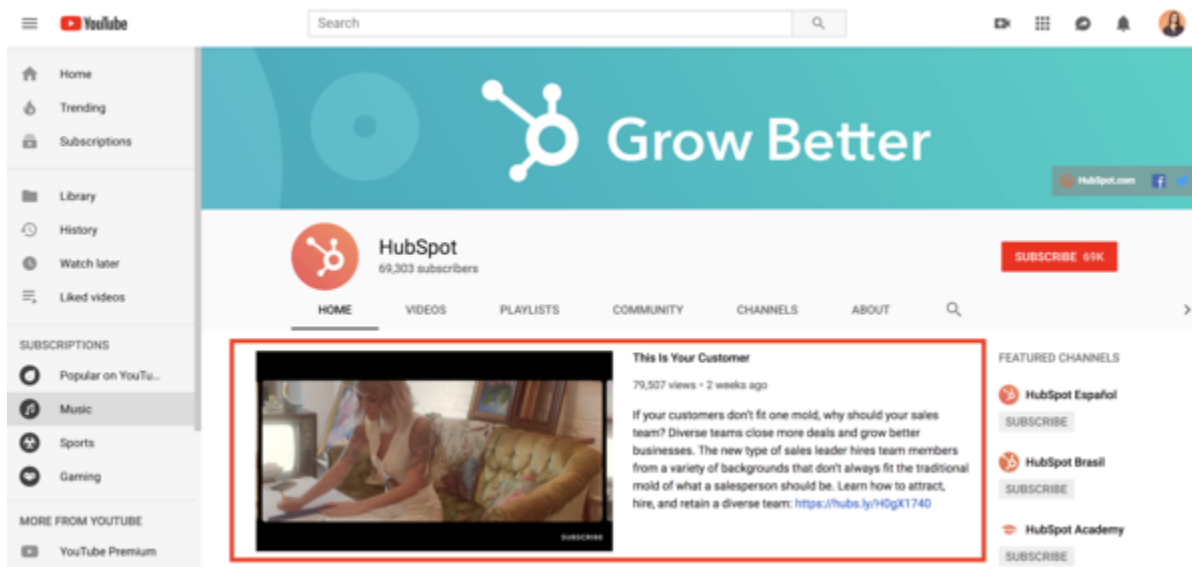 YouTube
Search
Home
Trending
Subscriptions
Library
History
Watch later
Liked videos
SUBSCRIPTIONS
Popular on YouTu...
Music
Sports
Gaming
MORE FROM YOUTUBE
YouTube Premium
Grow Better
HubSpot.com
HubSpot
69,303 subscribers
SUBSCRIBE 69K
HOME VIDEOS PLAYLISTS COMMUNITY CHANNELS ABOUT
SUBSCRIBE
This Is Your Customer
79,507 views • 2 weeks ago
If your customers don't fit one mold, why should your sales
team? Diverse teams close more deals and grow better
businesses. The new type of sales leader hires team members
from a variety of backgrounds that don't always fit the traditional
mold of what a salesperson should be. Learn how to attract,
hire, and retain a diverse team: https://hubs.ly/H0gX1740
FEATURED CHANNELS
HubSpot Español
SUBSCRIBE
HubSpot Brasil
SUBSCRIBE
HubSpot Academy
SUBSCRIBE